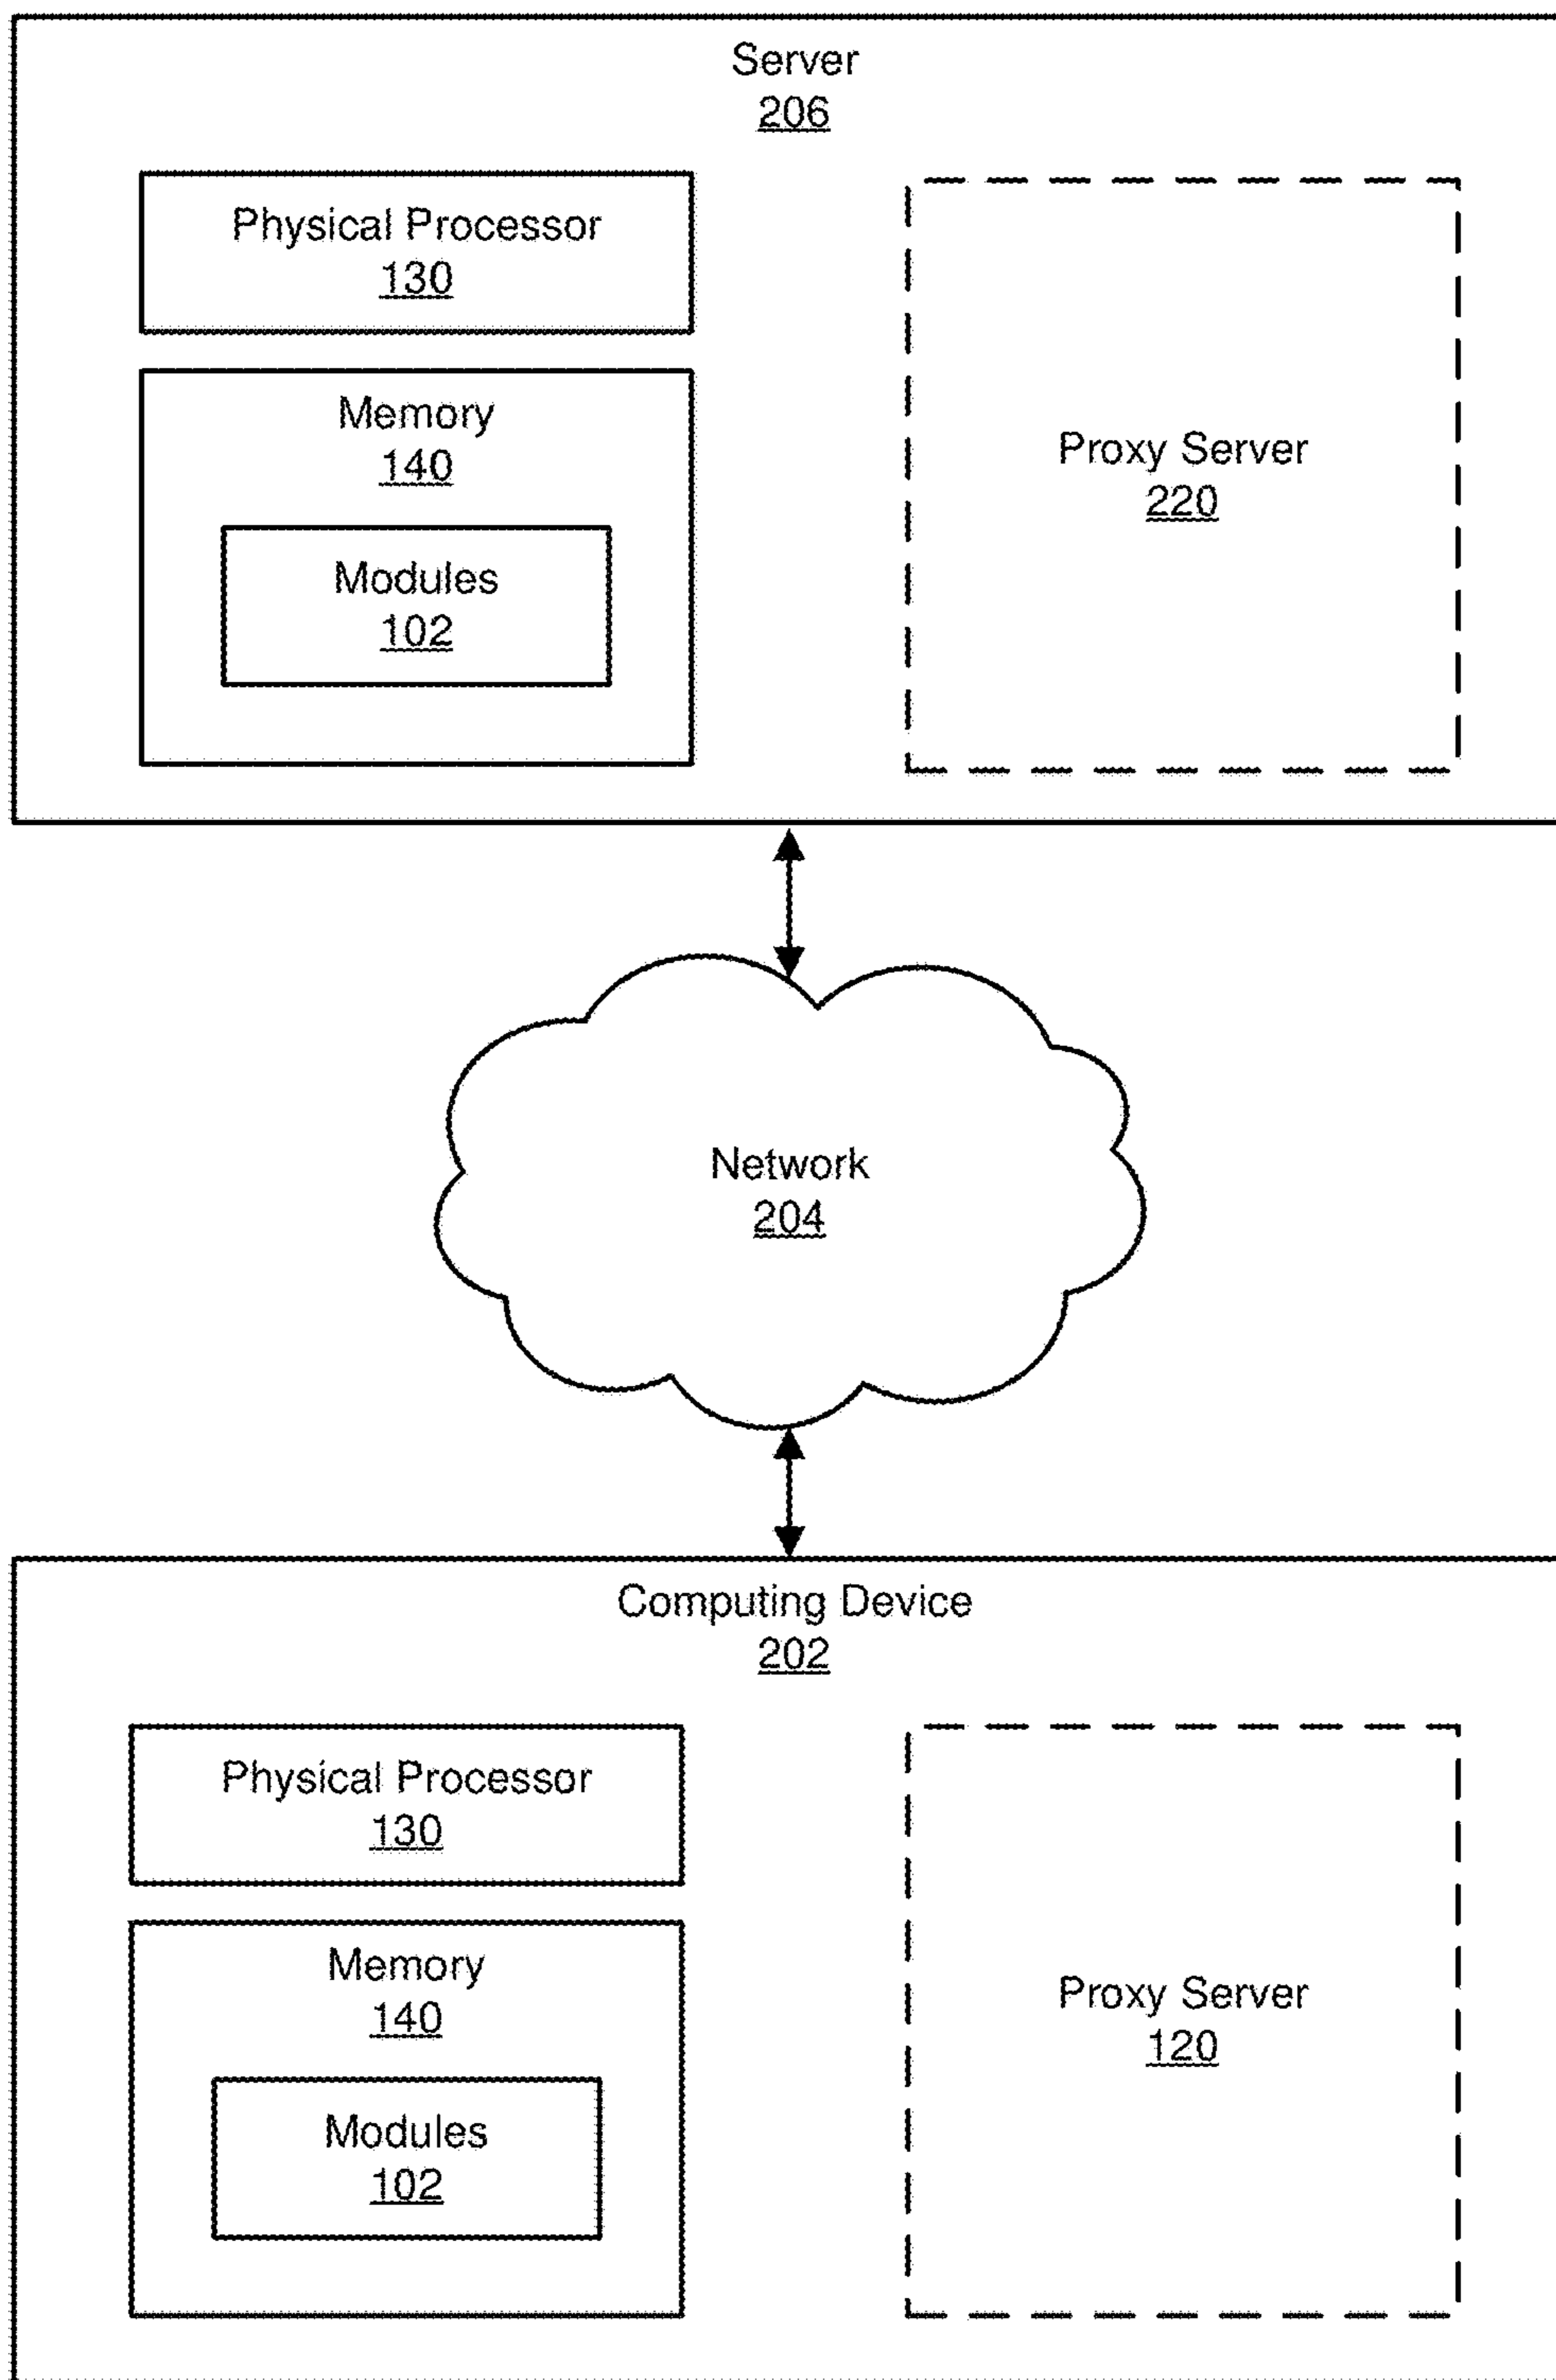 Server
206
Physical Processor
130
Memory
140
Modules
102
Proxy Server
220
Network
204
Computing Device
202
Physical Processor
130
Memory
140
Modules
102
Proxy Server
120